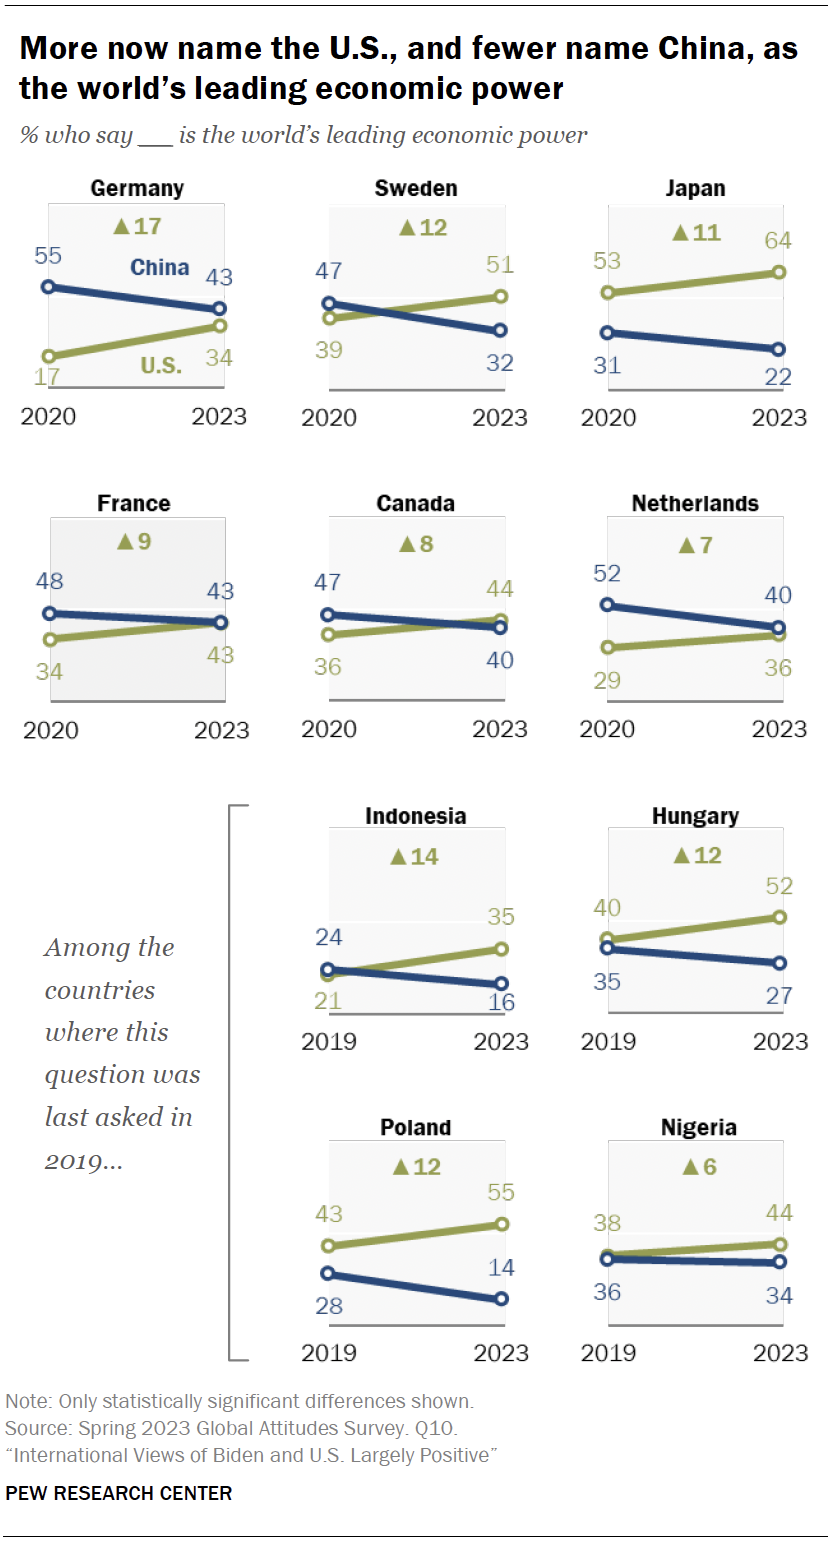 More now name the U.S., and fewer name China, as
the world's leading economic power
% who say ___ is the world's leading economic power
Germany
▲17
55
China
43
17
U.S.
34
2020 2023
Sweden
▲12
47
51
39
32
2020 2023
Japan
▲11
53
64
31
22
2020 2023
France
▲9
48
43
34
43
2020 2023
Canada
▲8
47
44
36
40
2020 2023
Netherlands
▲7
52
40
29
36
2020 2023
Among the
countries
where this
question was
last asked in
2019...
Indonesia
▲14
24
35
21
16
2019 2023
Hungary
▲12
40
52
35
27
2019 2023
Poland
▲12
43
55
28
14
2019 2023
Nigeria
▲6
38
44
36
34
2019 2023
Note: Only statistically significant differences shown.
Source: Spring 2023 Global Attitudes Survey. Q10.
“International Views of Biden and U.S. Largely Positive”
PEW RESEARCH CENTER